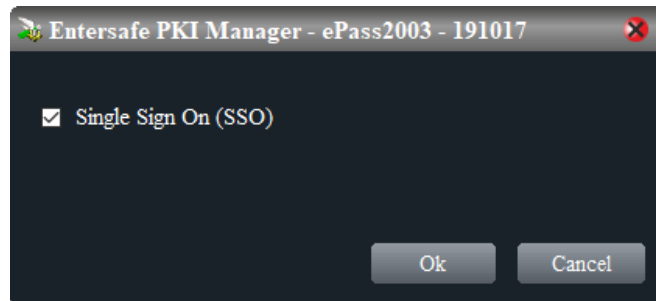 Entersafe PKI Manager - ePass2003 - 191017
Single Sign On (SSO)
Ok Cancel